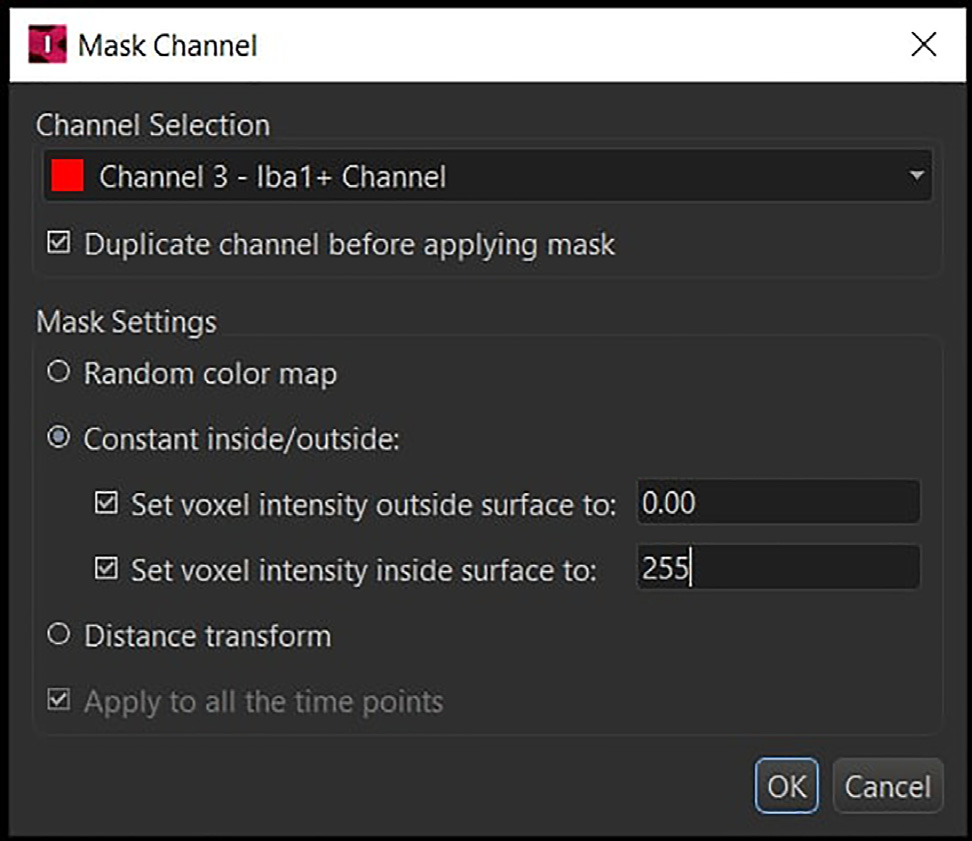 Mask Channel
Channel Selection
Channel 3 - Iba1+ Channel
Duplicate channel before applying mask
Mask Settings
Random color map
Constant inside/outside:
Set voxel intensity outside surface to: 0.00
Set voxel intensity inside surface to: 255
Distance transform
Apply to all the time points
OK Cancel